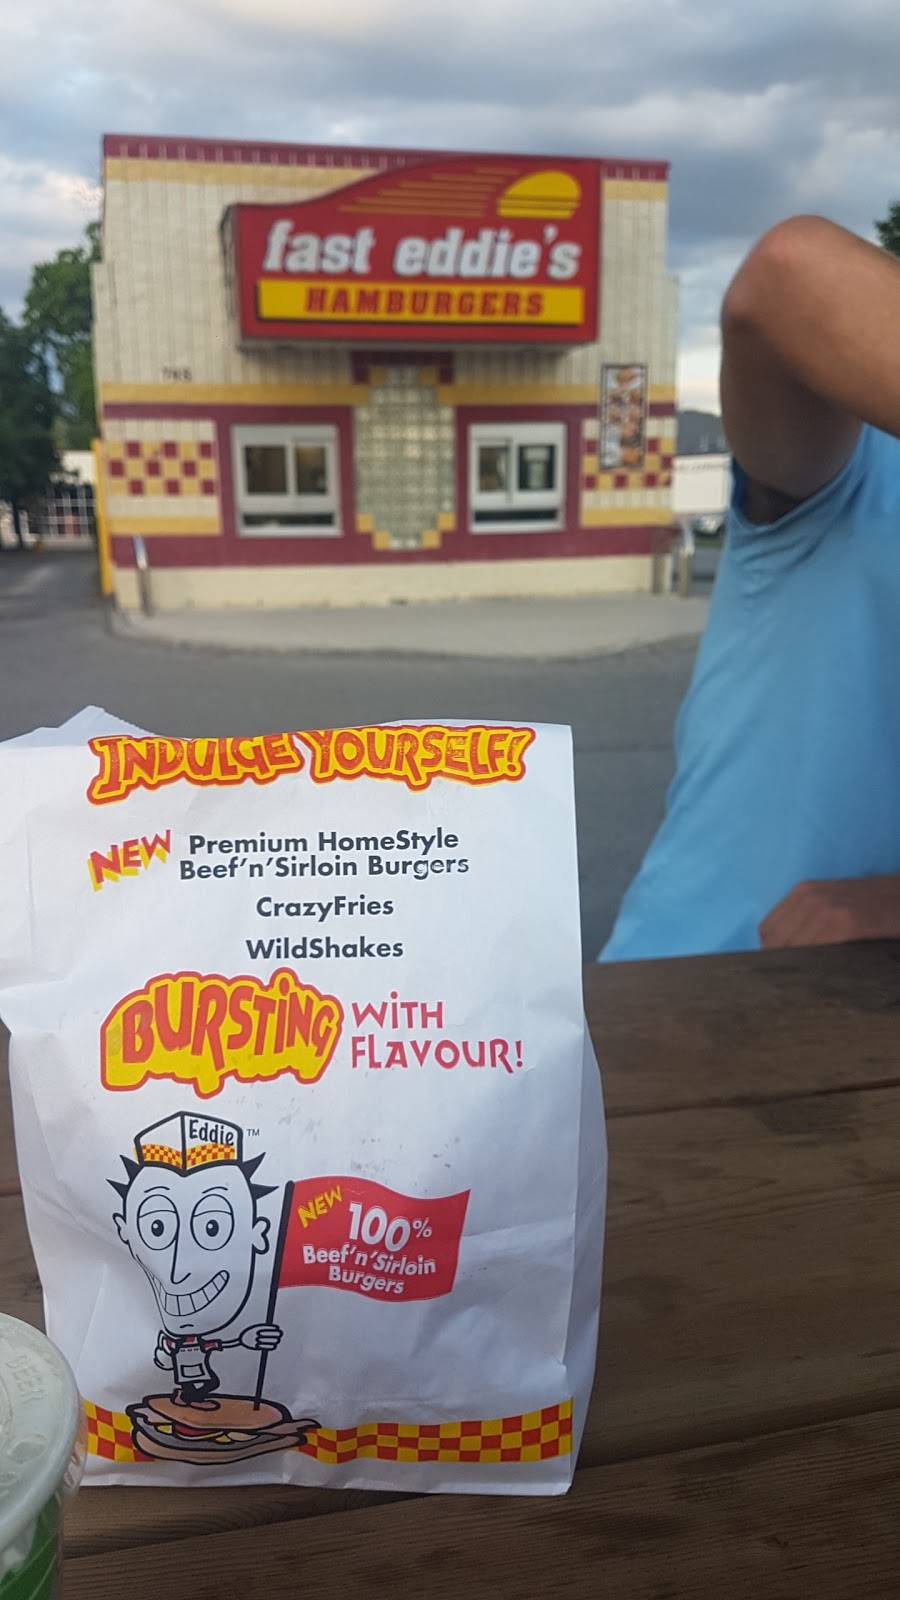 fast eddie's
HAMBURGERS
INDULGE YOURSELF!
NEW Premium HomeStyle
Beef'n'Sirloin Burgers
CrazyFries
WildShakes
BURSTING WITH
FLAVOUR!
Eddie TM
NEW
100%
Beef'n'Sirloin
Burgers